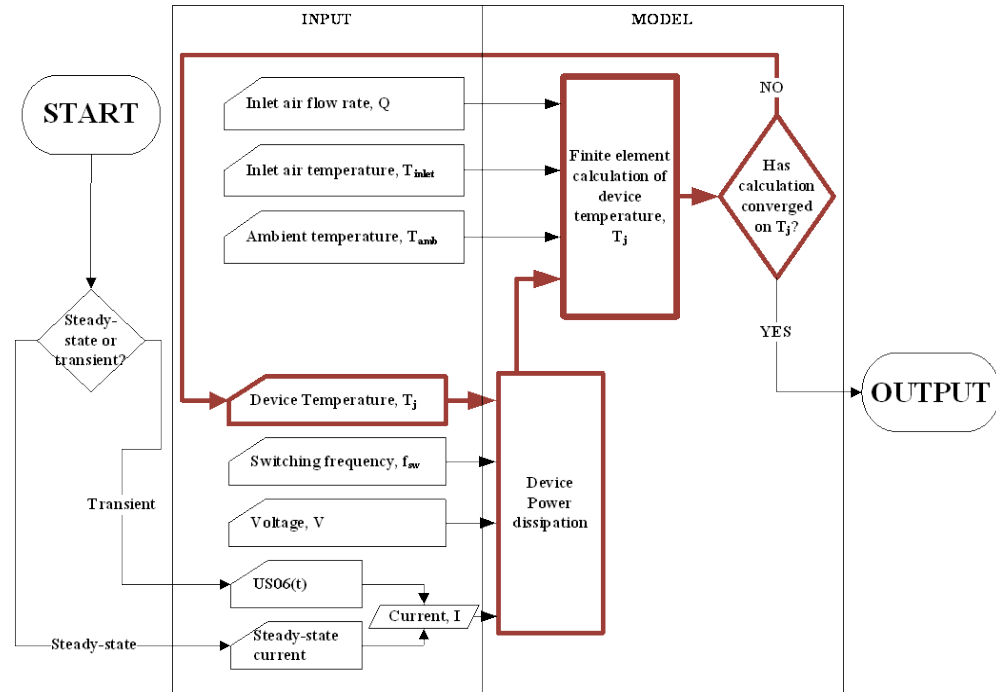 INPUT
MODEL
START
NO
Inlet air flow rate, Q
Inlet air temperature, Tinlet
Ambient temperature, Tamb
Finite element
calculation of
device
temperature,
Tj
Has
calculation
converged
on Tj?
Steady-
state or
transient?
YES
OUTPUT
Device Temperature, Tj
Switching frequency, fsw
Voltage, V
Device
Power
dissipation
Transient
US06(t)
Current, I
Steady-state
Steady-state
current